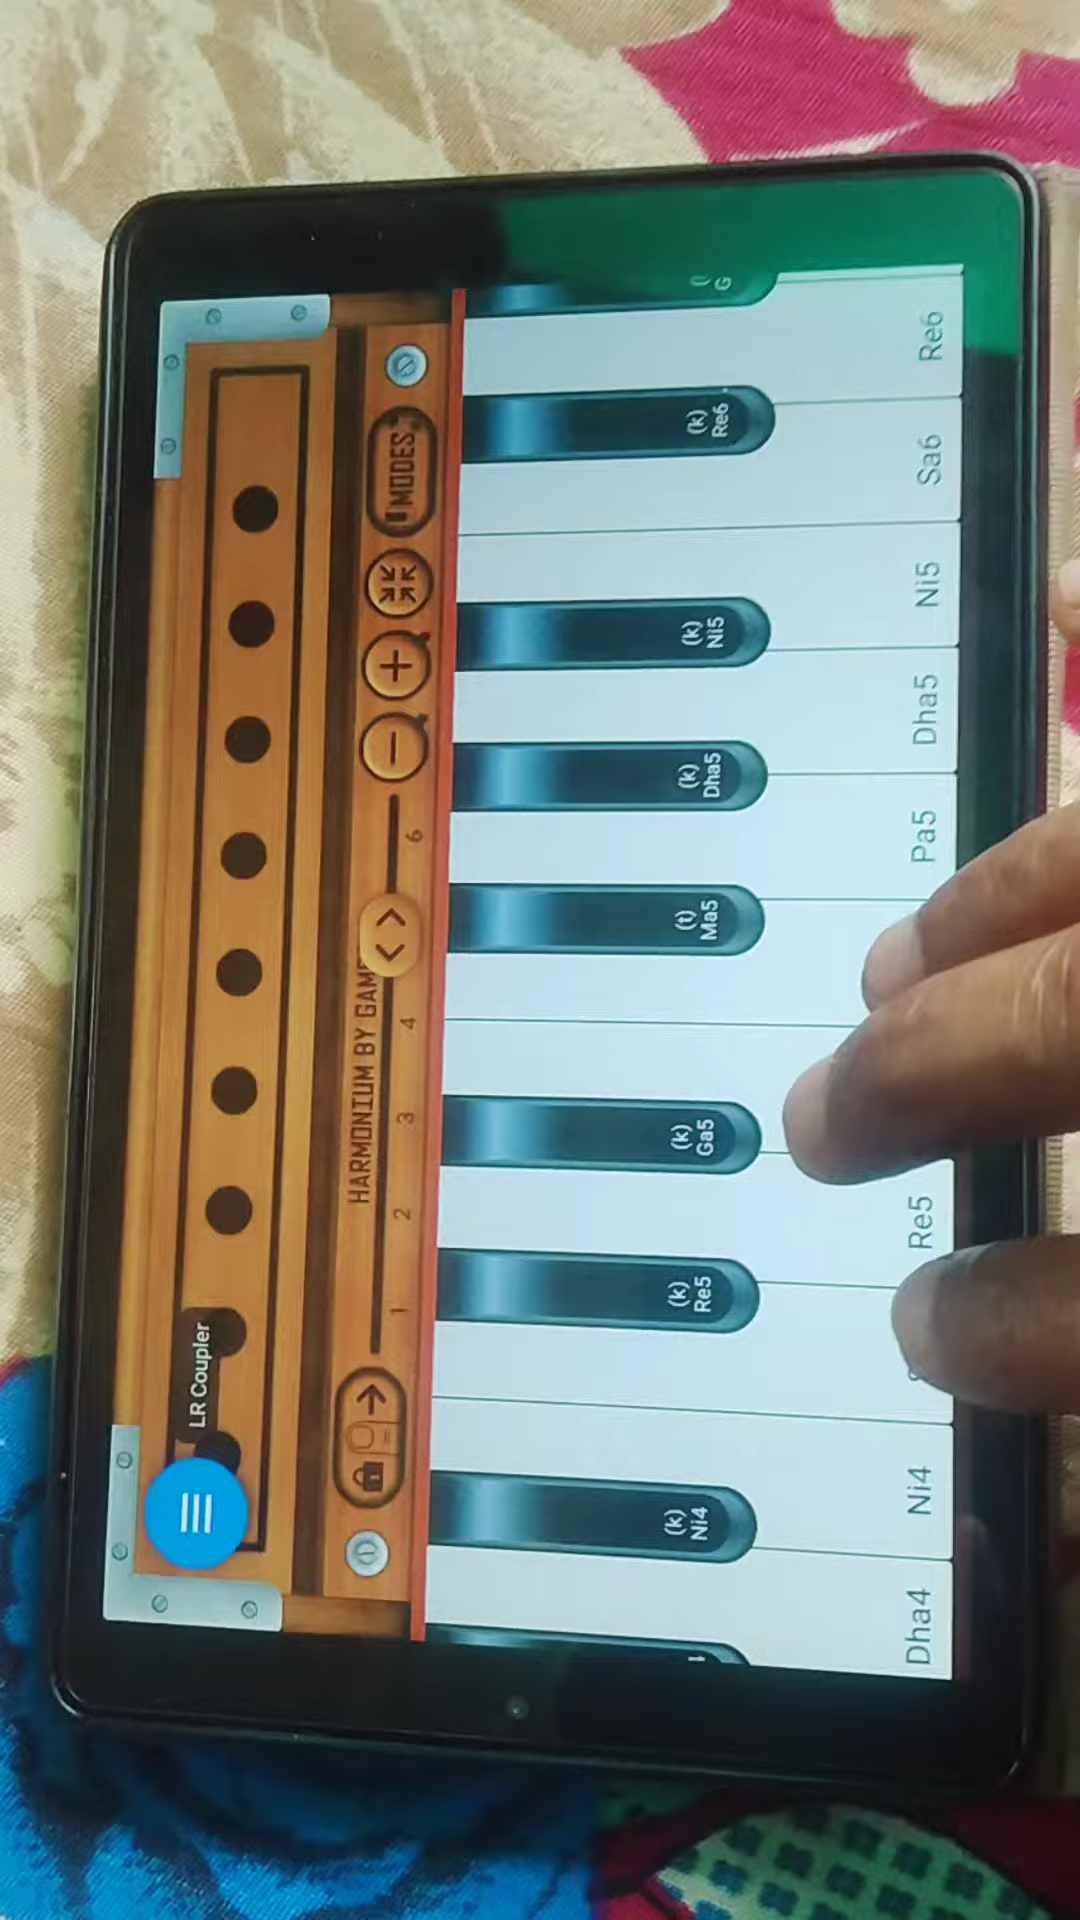 LR Coupler
HARMONIUM BY GAM
1 2 3 4 6
MODES
(k)
Ni4
(k)
Re5
(k)
Ga5
(t)
Ma5
(k)
Dha5
(k)
Ni5
(k)
Re6
G
Dha4 Ni4 Re5 Pa5 Dha5 Ni5 Sa6 Re6